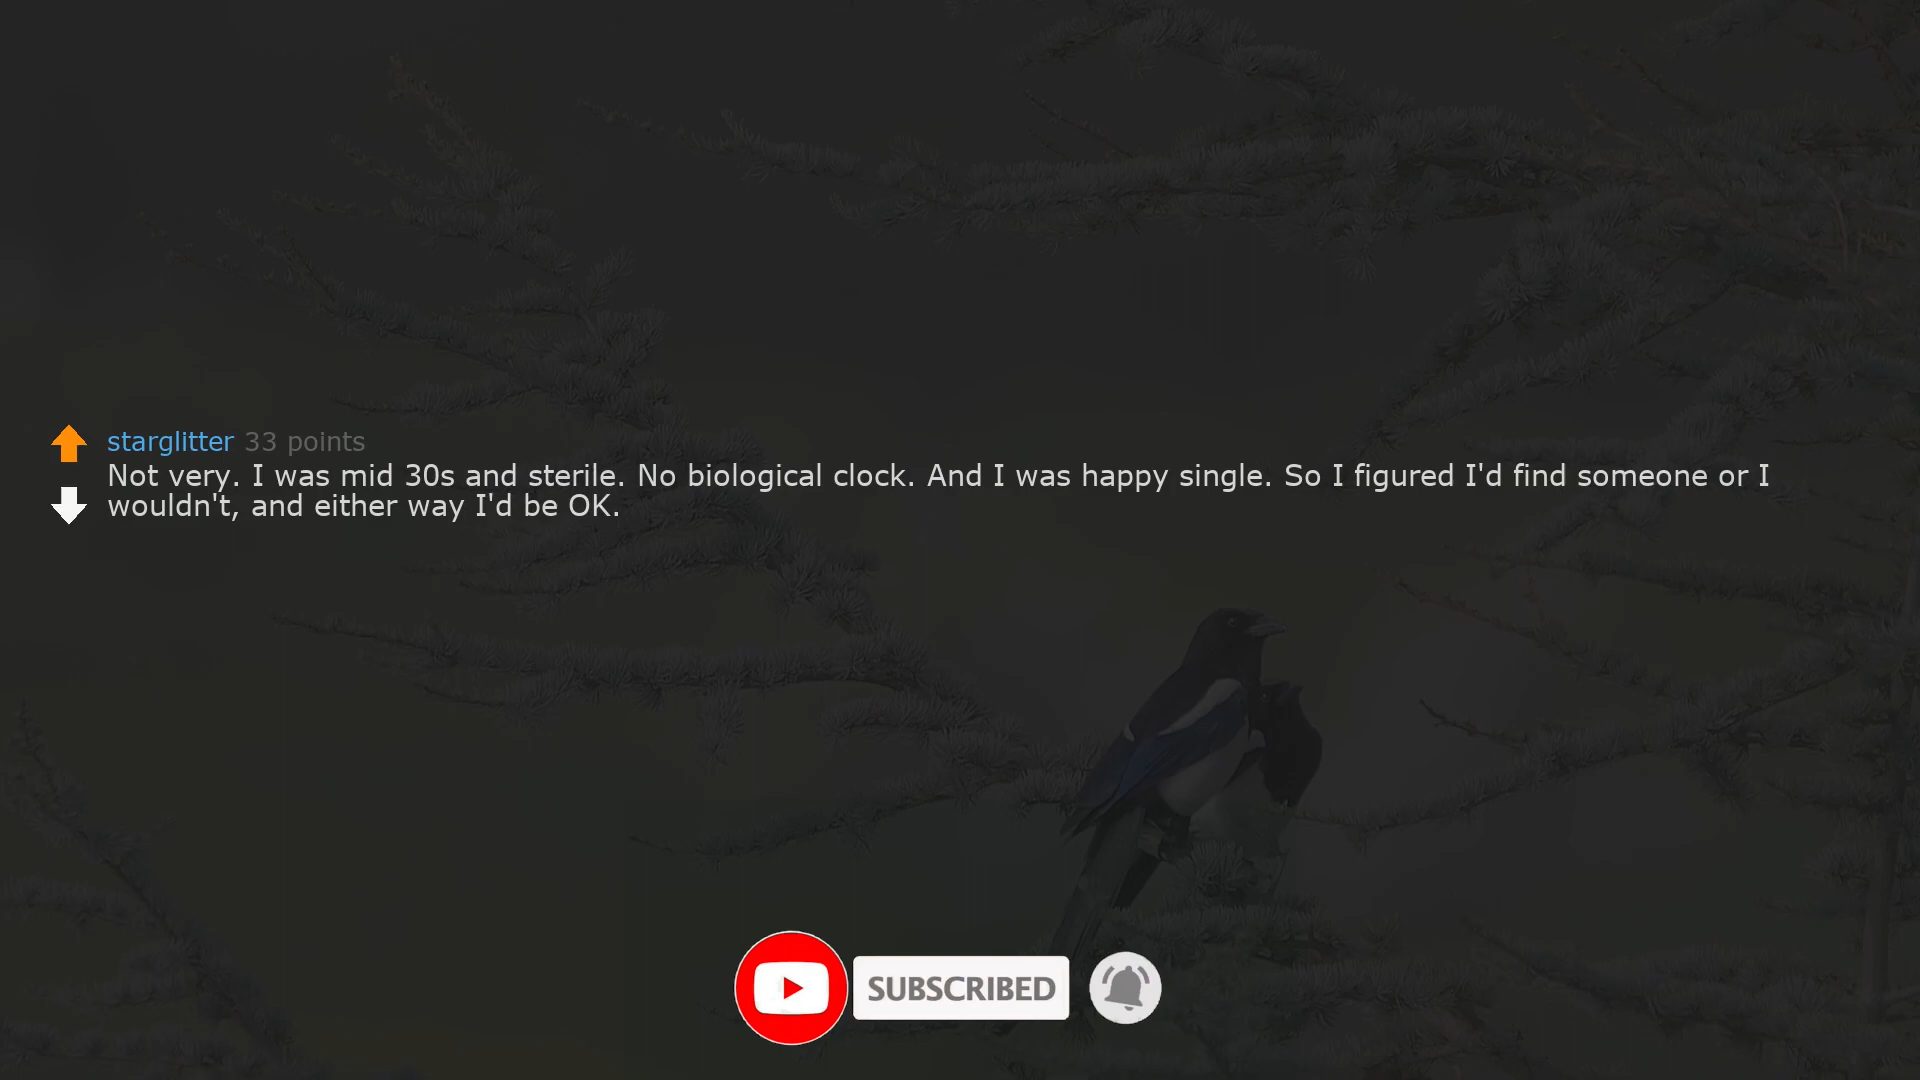 starglitter 33 points
Not very. I was mid 30s and sterile. No biological clock. And I was happy single. So I figured I'd find someone or I
wouldn't, and either way I'd be OK.
SUBSCRIBED